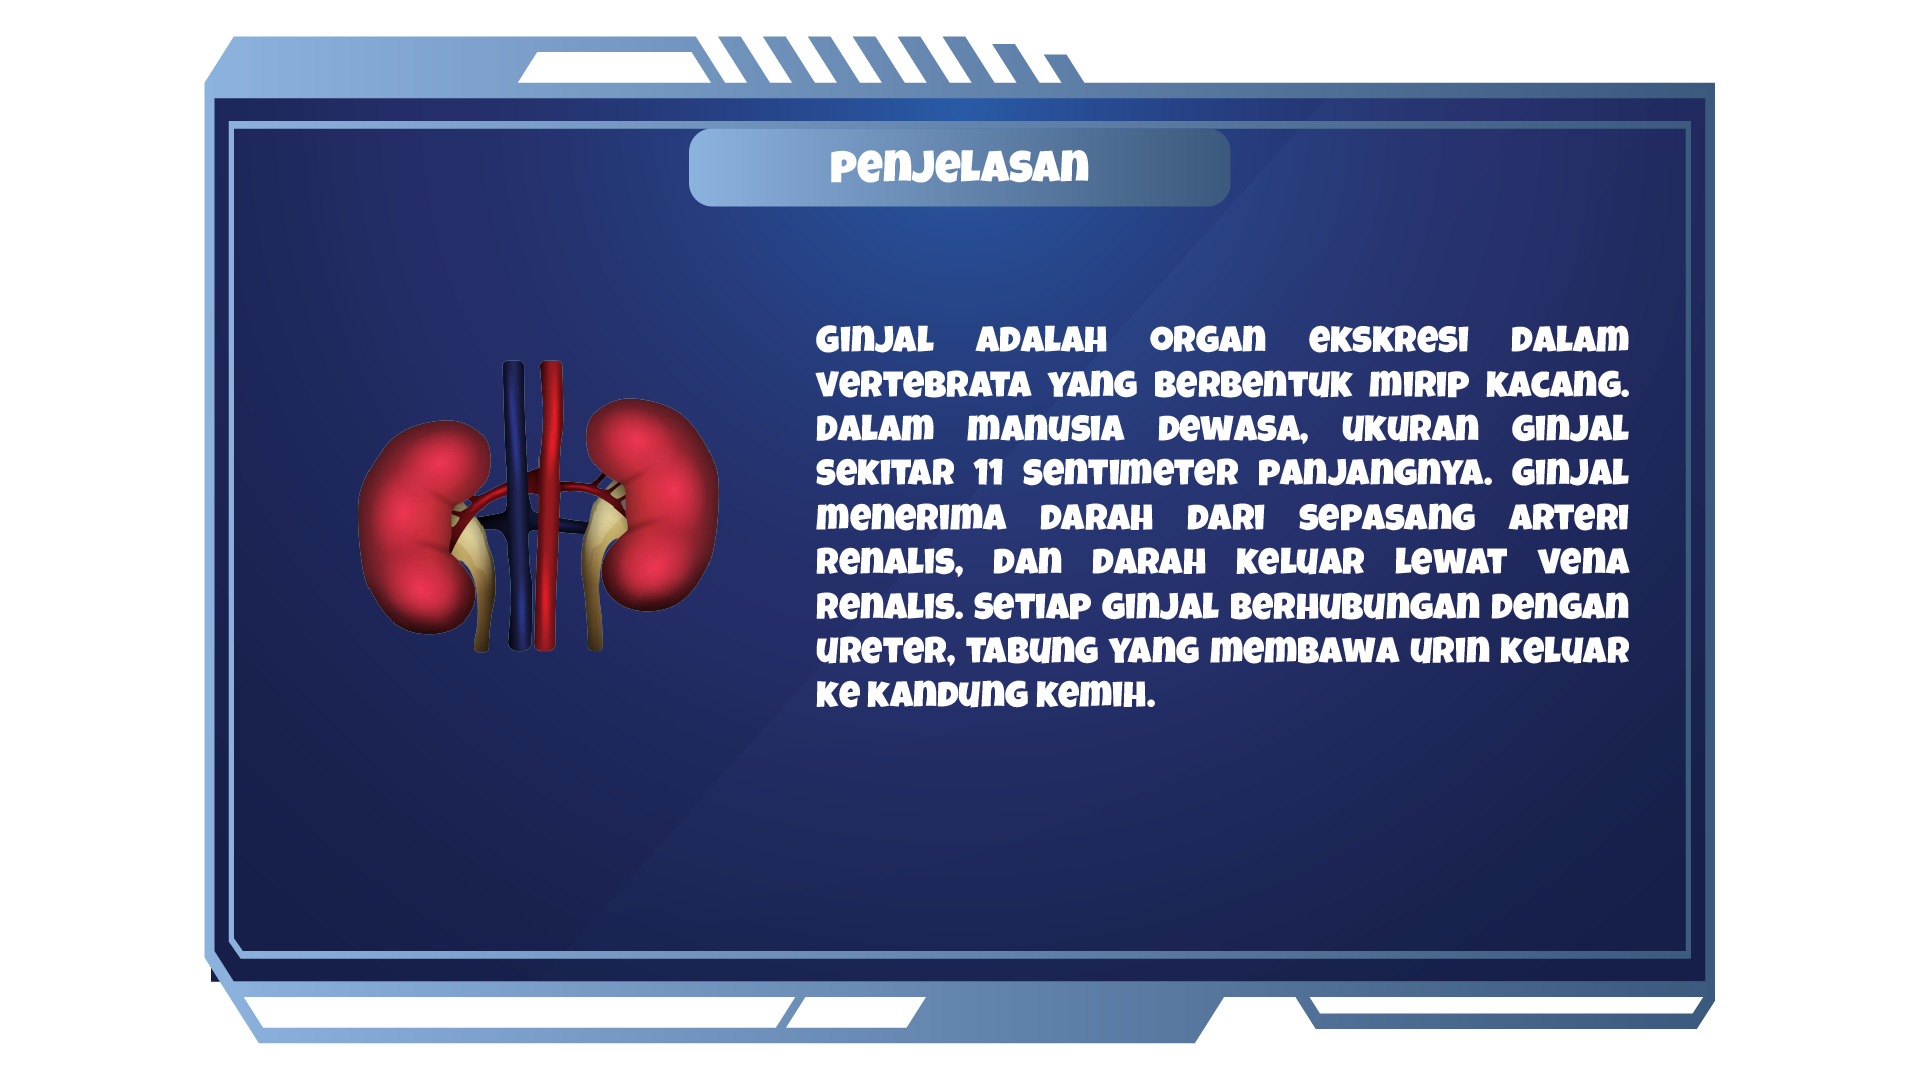 Penjelasan
Ginjal adalah organ ekskresi dalam
vertebrata yang berbentuk mirip kacang.
Dalam manusia dewasa, ukuran ginjal
sekitar 11 sentimeter panjangnya. Ginjal
menerima darah dari sepasang arteri
renalis, dan darah keluar lewat vena
renalis. Setiap ginjal berhubungan dengan
ureter, tabung yang membawa urin keluar
ke kandung kemih.